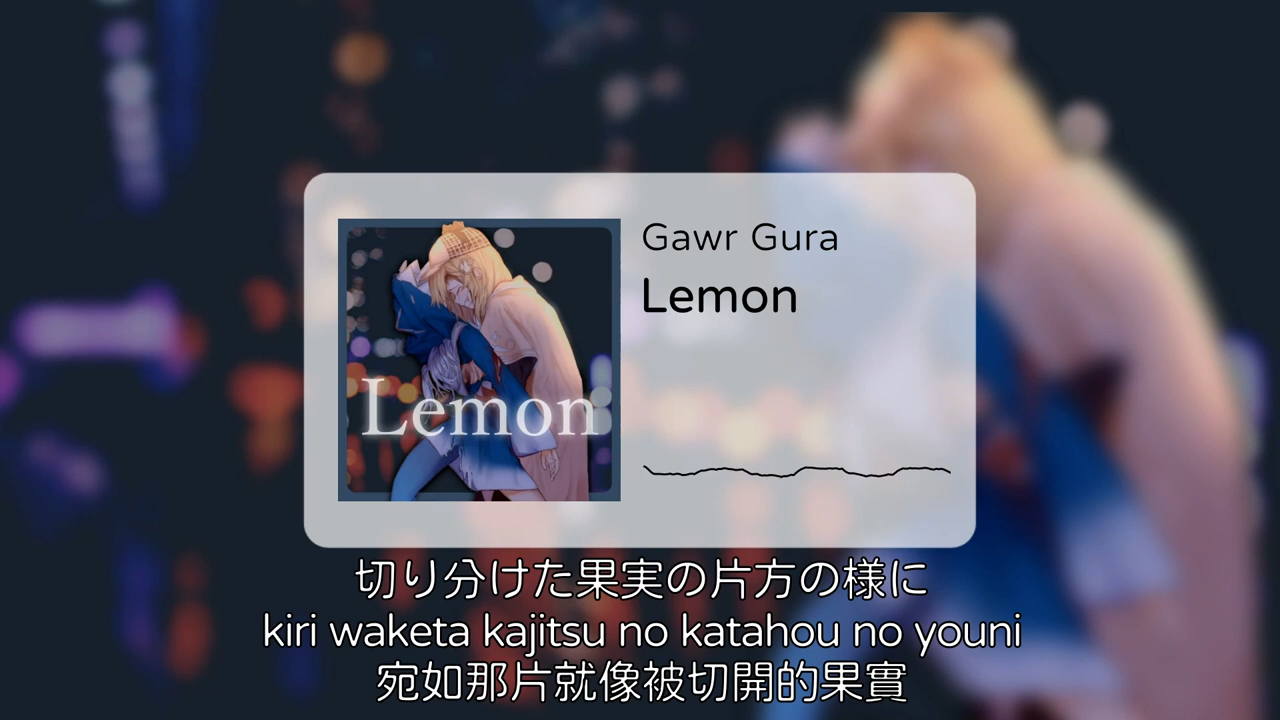 Gawr Gura
Lemon
Lemon
切り分けた果実の片方の様に
kiri waketa kajitsu no katahou no youni
宛如那片就像被切開的果實